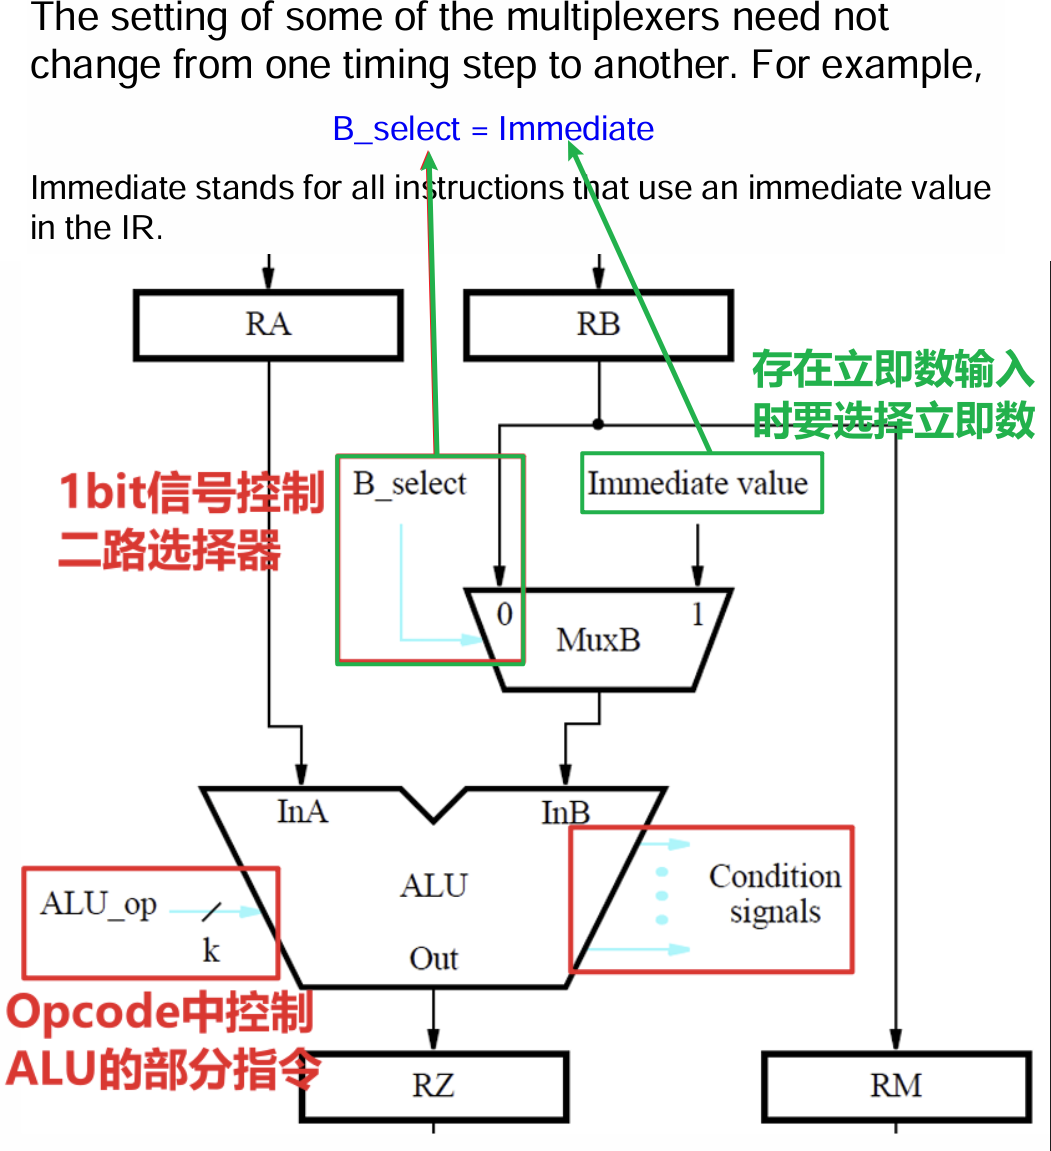 The setting of some of the multiplexers need not
change from one timing step to another. For example,
B_select = Immediate
Immediate stands for all instructions that use an immediate value
in the IR.
RA
RB
存在立即数输入
时要选择立即数
1bit信号控制
二路选择器
B_select
Immediate value
0
1
MuxB
InA
InB
ALU_op
k
ALU
Condition
signals
Out
Opcode中控制
ALU的部分指令
RZ
RM